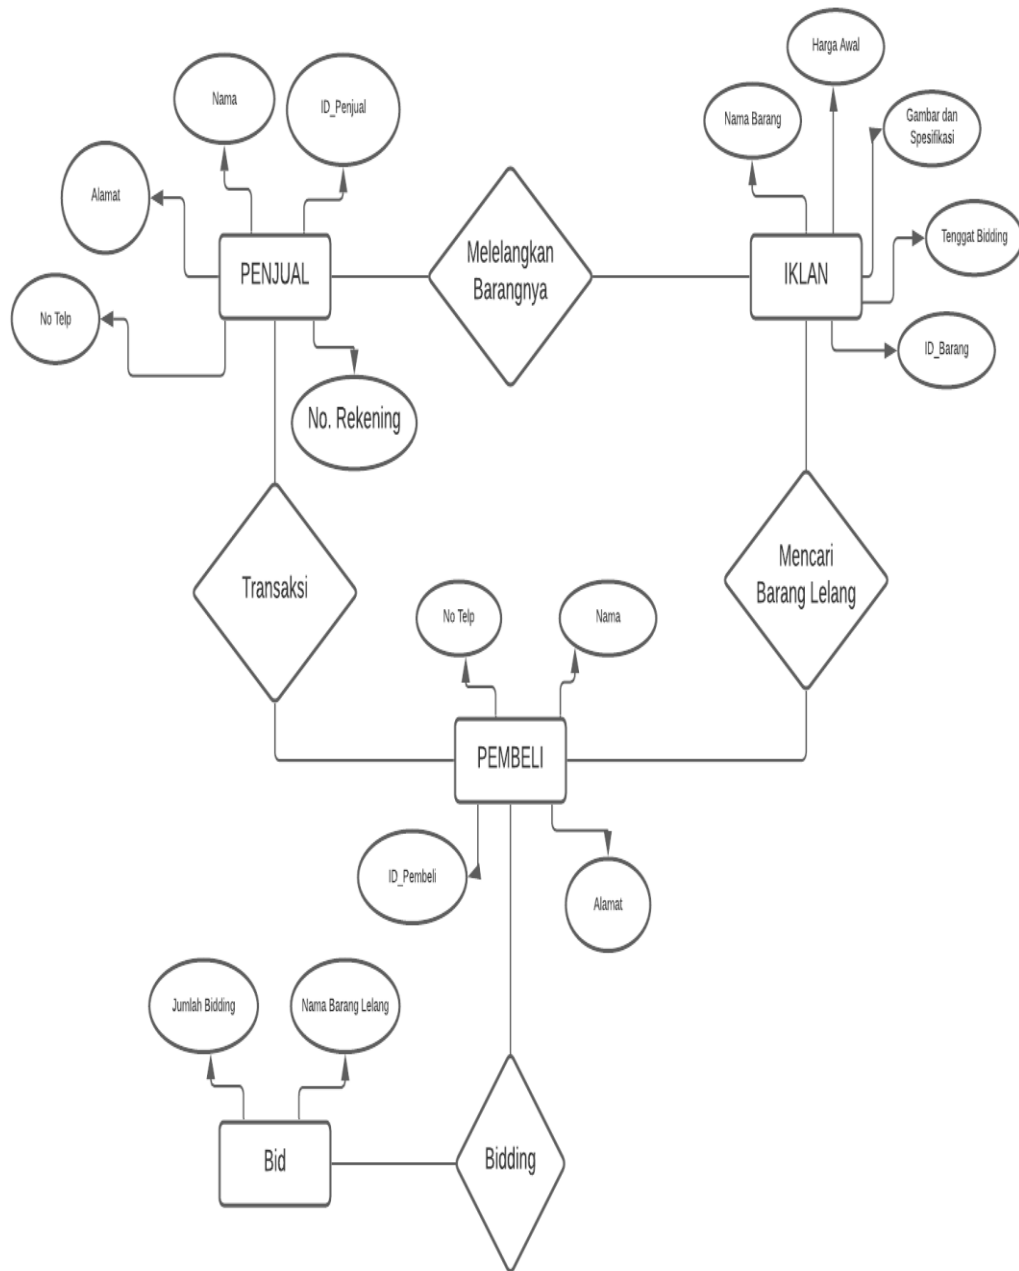 Harga Awal
Nama
ID_Penjual
Nama Barang
Gambar dan
Spesifikasi
Alamat
Tenggat Bidding
PENJUAL
Melelangkan
Barangnya
IKLAN
No Telp
ID_Barang
No. Rekening
Transaksi
Mencari
Barang Lelang
No Telp
Nama
PEMBELI
ID_Pembeli
Alamat
Jumlah Bidding
Nama Barang Lelang
Bid
Bidding